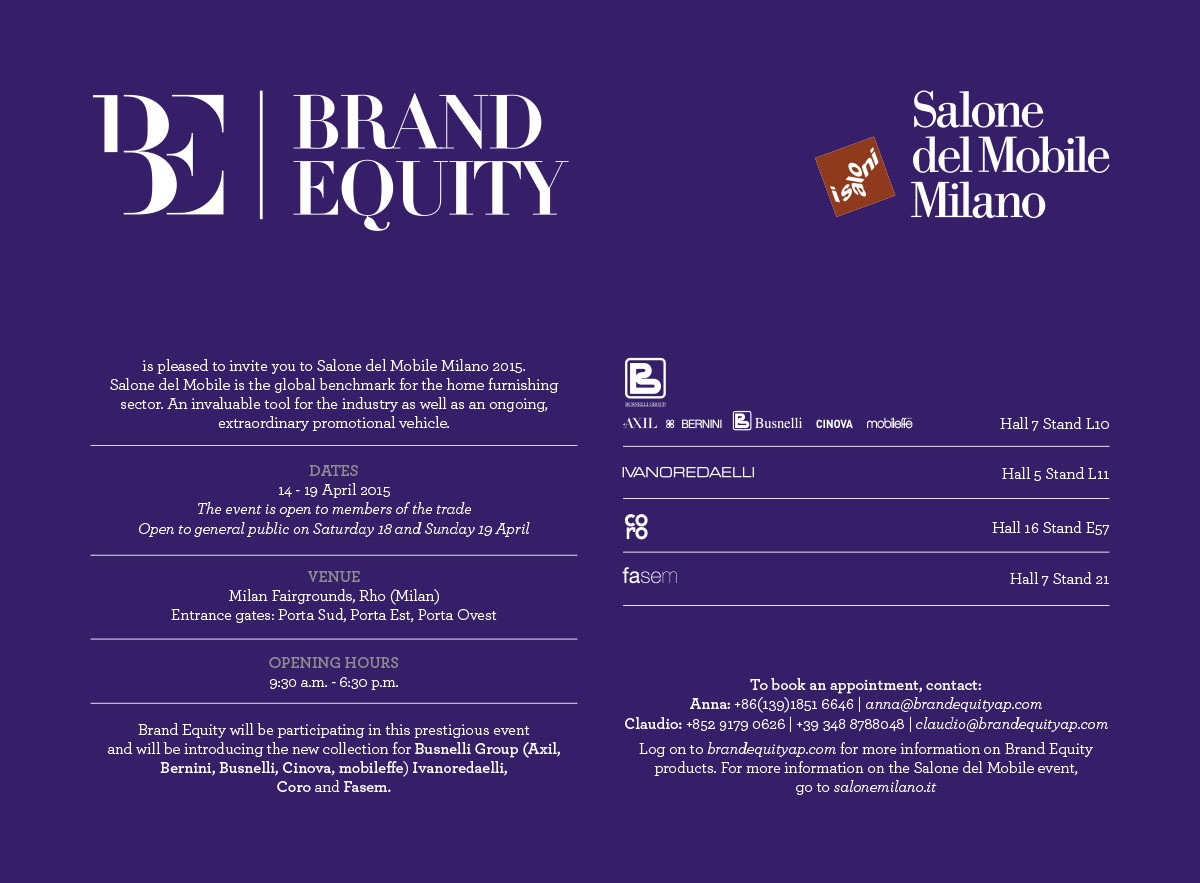 BE
BRAND
EQUITY
i saloni
Salone
del Mobile
Milano
is pleased to invite you to Salone del Mobile Milano 2015.
Salone del Mobile is the global benchmark for the home furnishing
sector. An invaluable tool for the industry as well as an ongoing,
extraordinary promotional vehicle.
DATES
14 - 19 April 2015
The event is open to members of the trade
Open to general public on Saturday 18 and Sunday 19 April
VENUE
Milan Fairgrounds, Rho (Milan)
Entrance gates: Porta Sud, Porta Est, Porta Ovest
OPENING HOURS
9:30 a.m. - 6:30 p.m.
Brand Equity will be participating in this prestigious event
and will be introducing the new collection for Busnelli Group (Axil,
Bernini, Busnelli, Cinova, mobileffe) Ivanoredaelli,
Coro and Fasem.
BUSNELLI GROUP
AXIL BERNINI Busnelli CINOVA mobileffe Hall 7 Stand L10
IVANOREDAELLI Hall 5 Stand L11
coro Hall 16 Stand E57
fasem Hall 7 Stand 21
To book an appointment, contact:
Anna: +86(139)1851 6646 | anna@brandequityap.com
Claudio: +852 9179 0626 | +39 348 8788048 | claudio@brandequityap.com
Log on to brandequityap.com for more information on Brand Equity
products. For more information on the Salone del Mobile event,
go to salonemilano.it